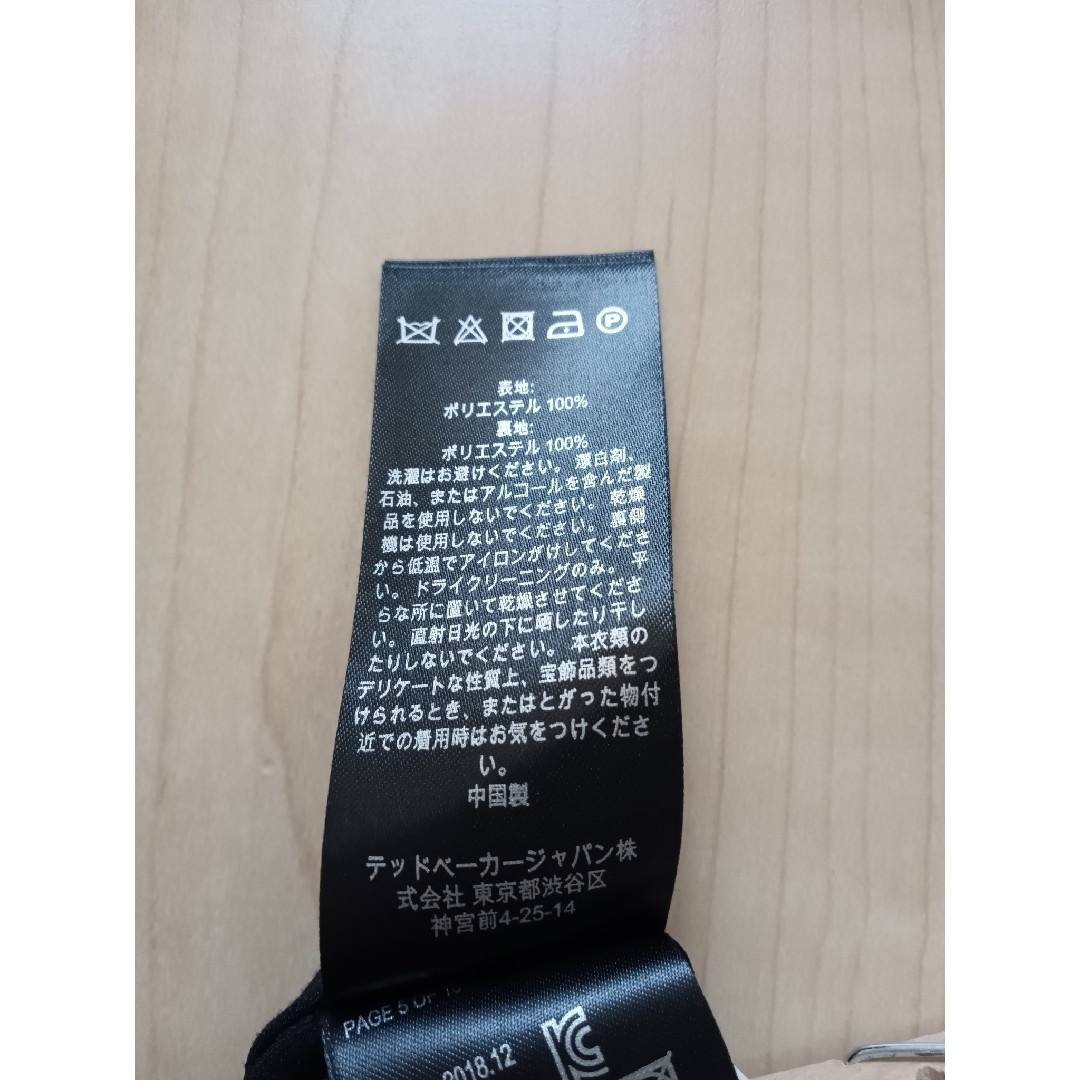 P
表地:
ポリエステル 100%
裏地:
ポリエステル 100%
洗濯はお避けください。 漂白剤、
石油、またはアルコールを含んだ製
品を使用しないでください。 乾燥
機は使用しないでください。 裏側
から低温でアイロンがけしてくださ
い。 ドライクリーニングのみ。 平
らな所に置いて乾燥させてくださ
い。 直射日光の下に晒したり干し
たりしないでください。 本衣類の
デリケートな性質上、宝飾品類をつ
けられるとき、またはとがった物付
近での着用時はお気をつけくださ
い。
中国製
テッドベーカージャパン株
式会社 東京都渋谷区
神宮前4-25-14
PAGE 5 OF 10
2018.12